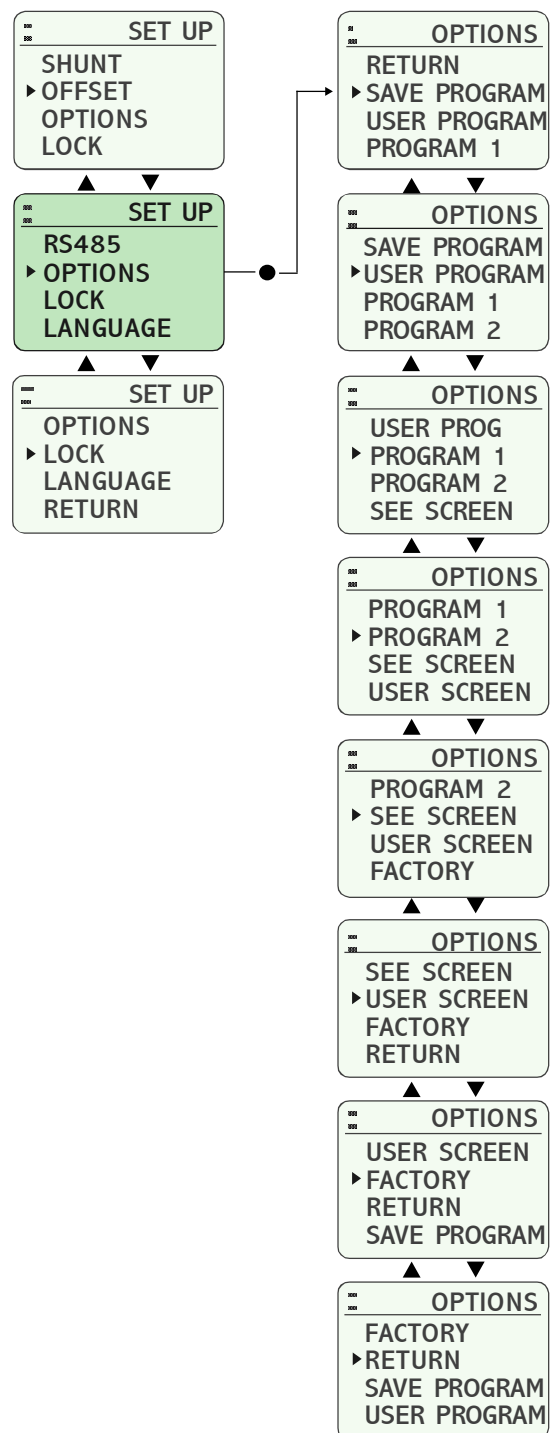 SET UP
SHUNT
OFFSET
OPTIONS
LOCK
SET UP
RS485
OPTIONS
LOCK
LANGUAGE
SET UP
OPTIONS
LOCK
LANGUAGE
RETURN
OPTIONS
RETURN
SAVE PROGRAM
USER PROGRAM
PROGRAM 1
OPTIONS
SAVE PROGRAM
USER PROGRAM
PROGRAM 1
PROGRAM 2
OPTIONS
USER PROG
PROGRAM 1
PROGRAM 2
SEE SCREEN
OPTIONS
PROGRAM 1
PROGRAM 2
SEE SCREEN
USER SCREEN
OPTIONS
PROGRAM 2
SEE SCREEN
USER SCREEN
FACTORY
OPTIONS
SEE SCREEN
USER SCREEN
FACTORY
RETURN
OPTIONS
USER SCREEN
FACTORY
RETURN
SAVE PROGRAM
OPTIONS
FACTORY
RETURN
SAVE PROGRAM
USER PROGRAM